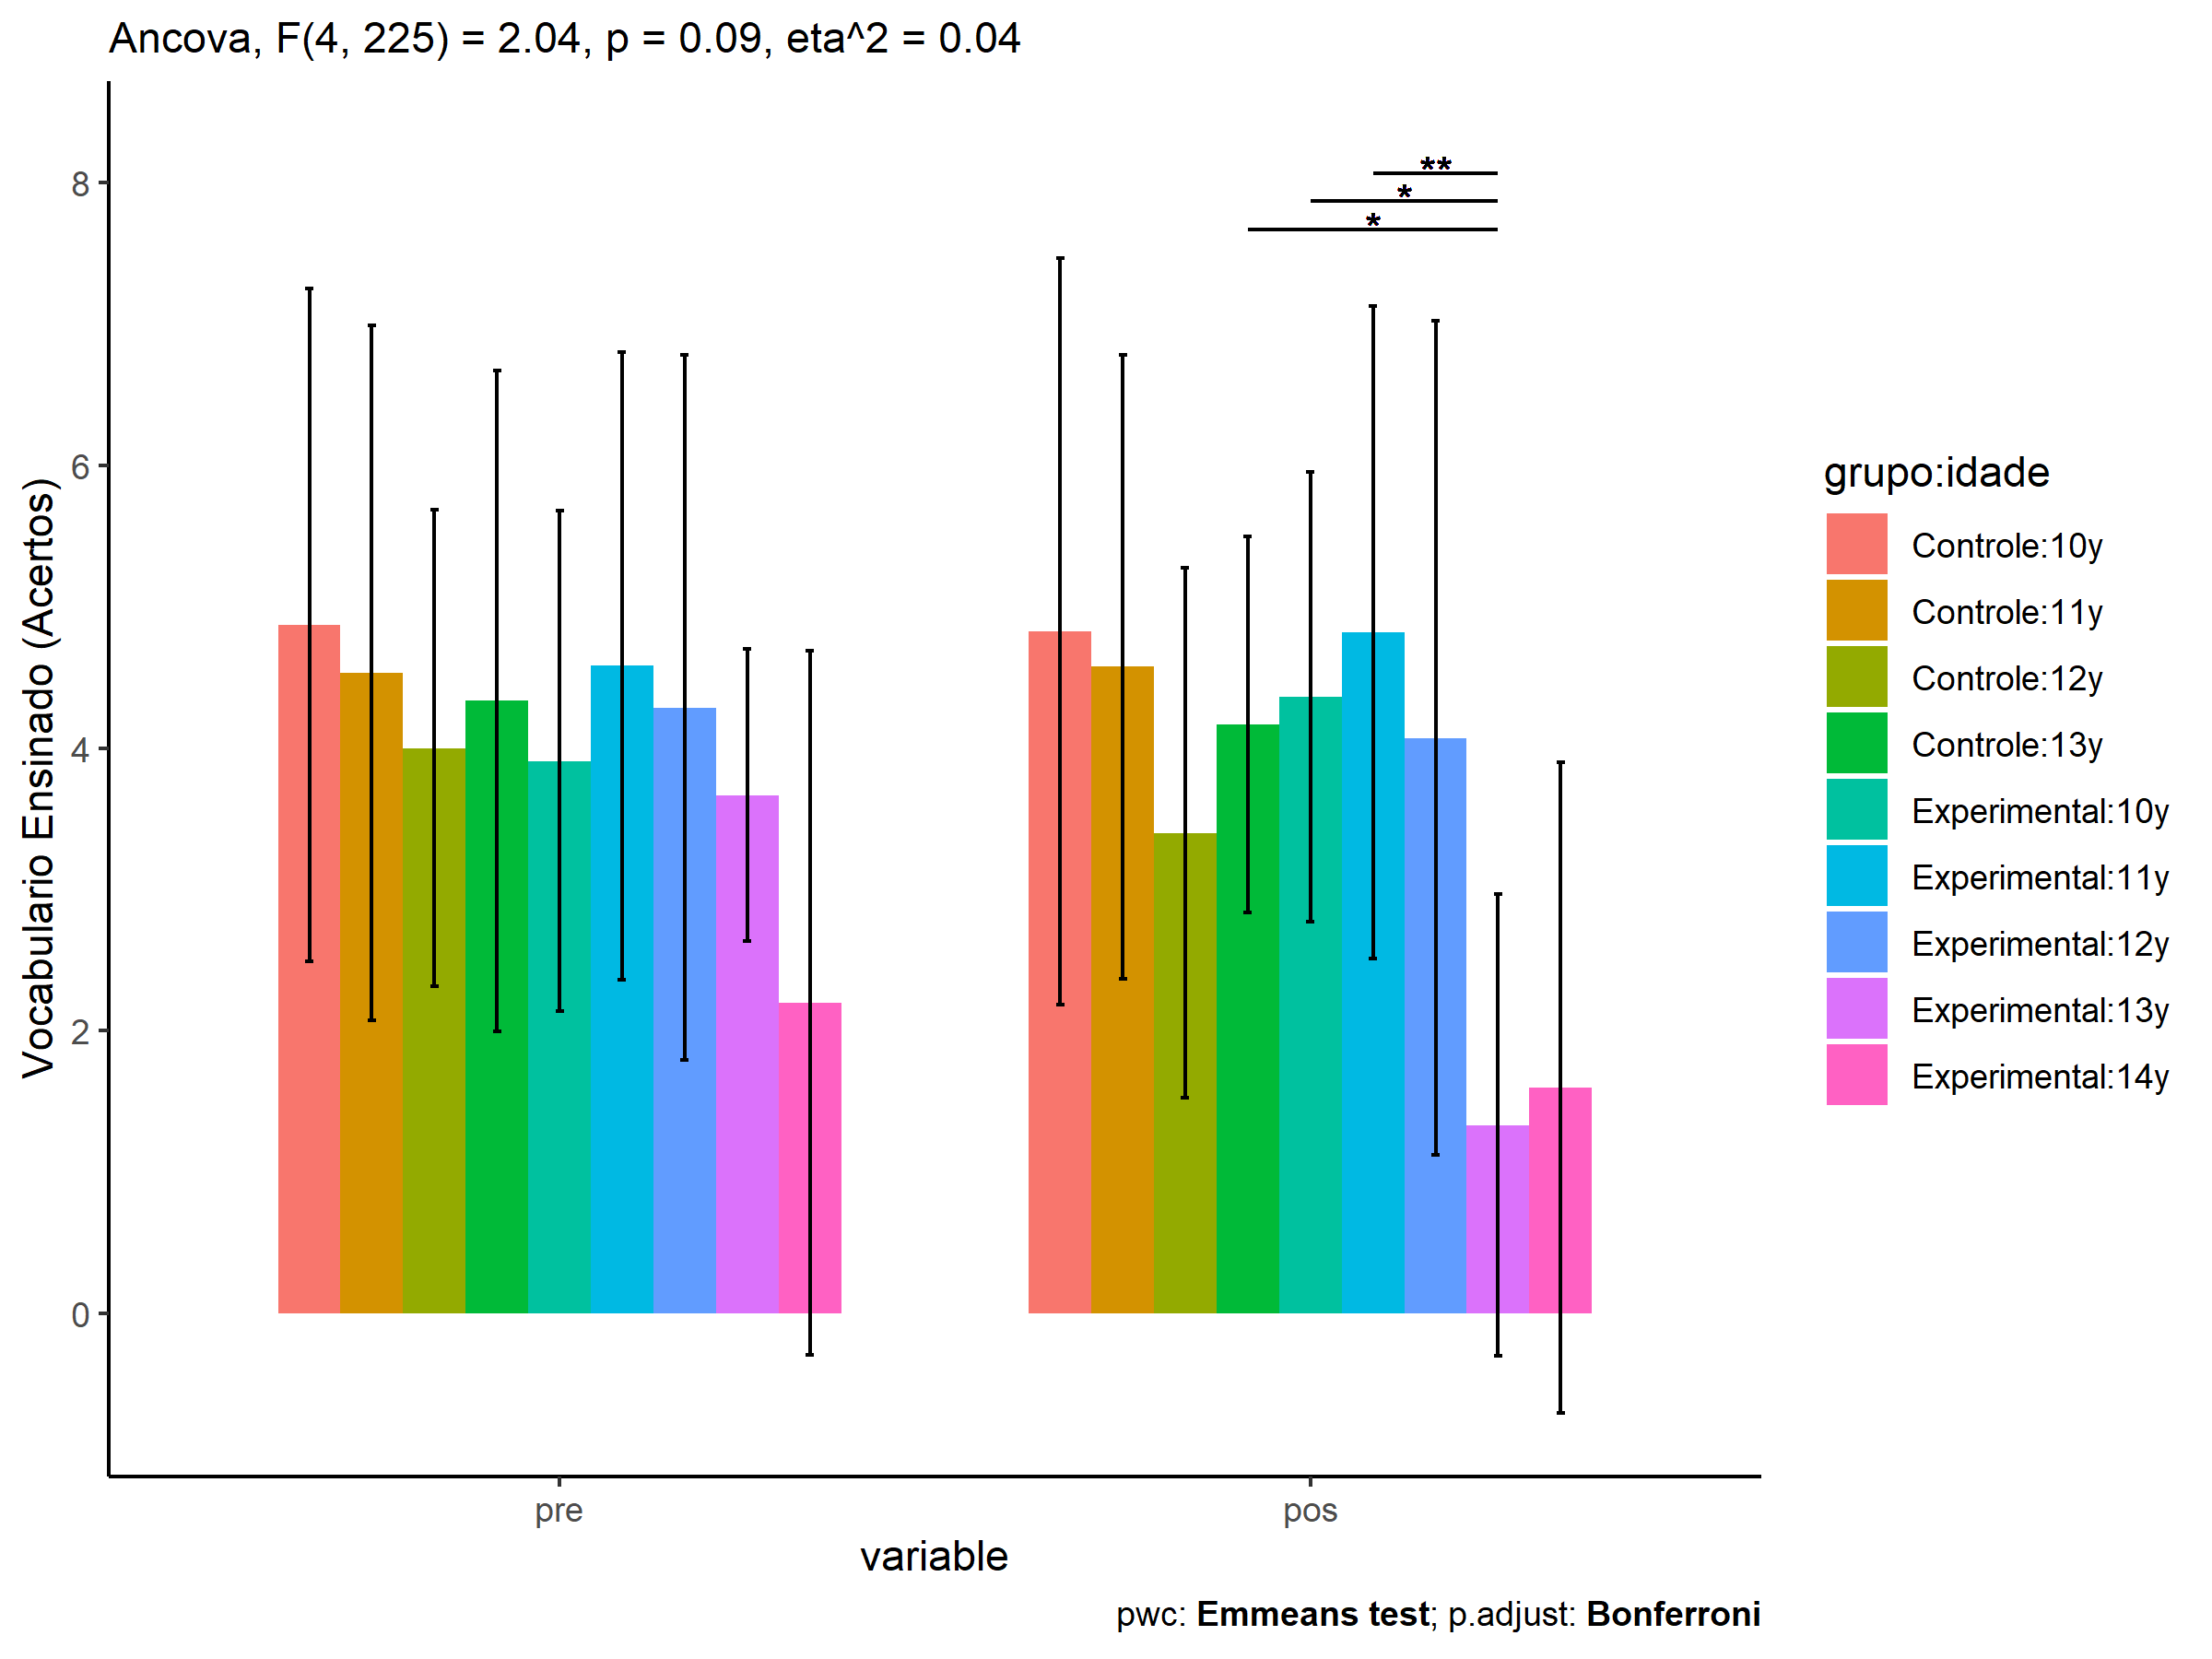 Ancova, F(4, 225) = 2.04, p = 0.09, eta^2 = 0.04
Vocabulario Ensinado (Acertos)
8
6
4
2
0
**
*
*
pre
pos
variable
grupo:idade
Controle:10y
Controle:11y
Controle:12y
Controle:13y
Experimental:10y
Experimental:11y
Experimental:12y
Experimental:13y
Experimental:14y
pwc: Emmeans test; p.adjust: Bonferroni